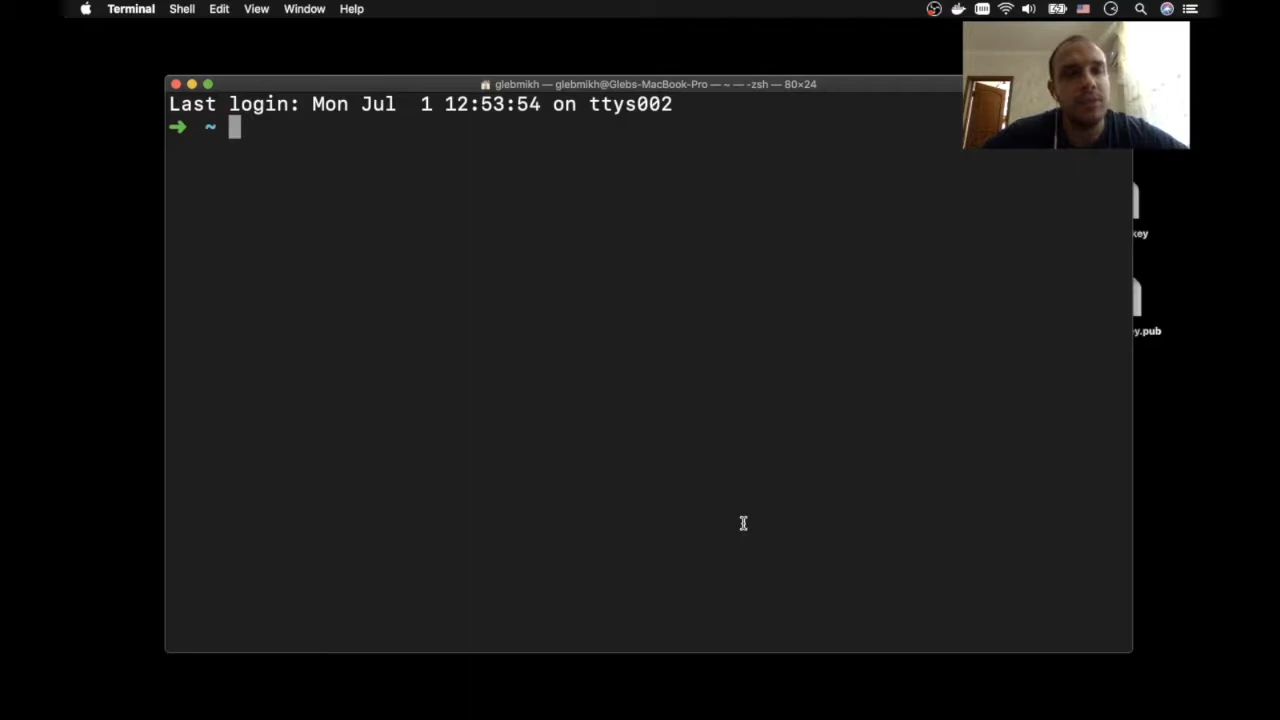 Terminal Shell Edit View Window Help
glebmikh — glebmikh@Glebs-MacBook-Pro — ~ — -zsh — 80×24
Last login: Mon Jul  1 12:53:54 on ttys002
➜ ~
key
y.pub